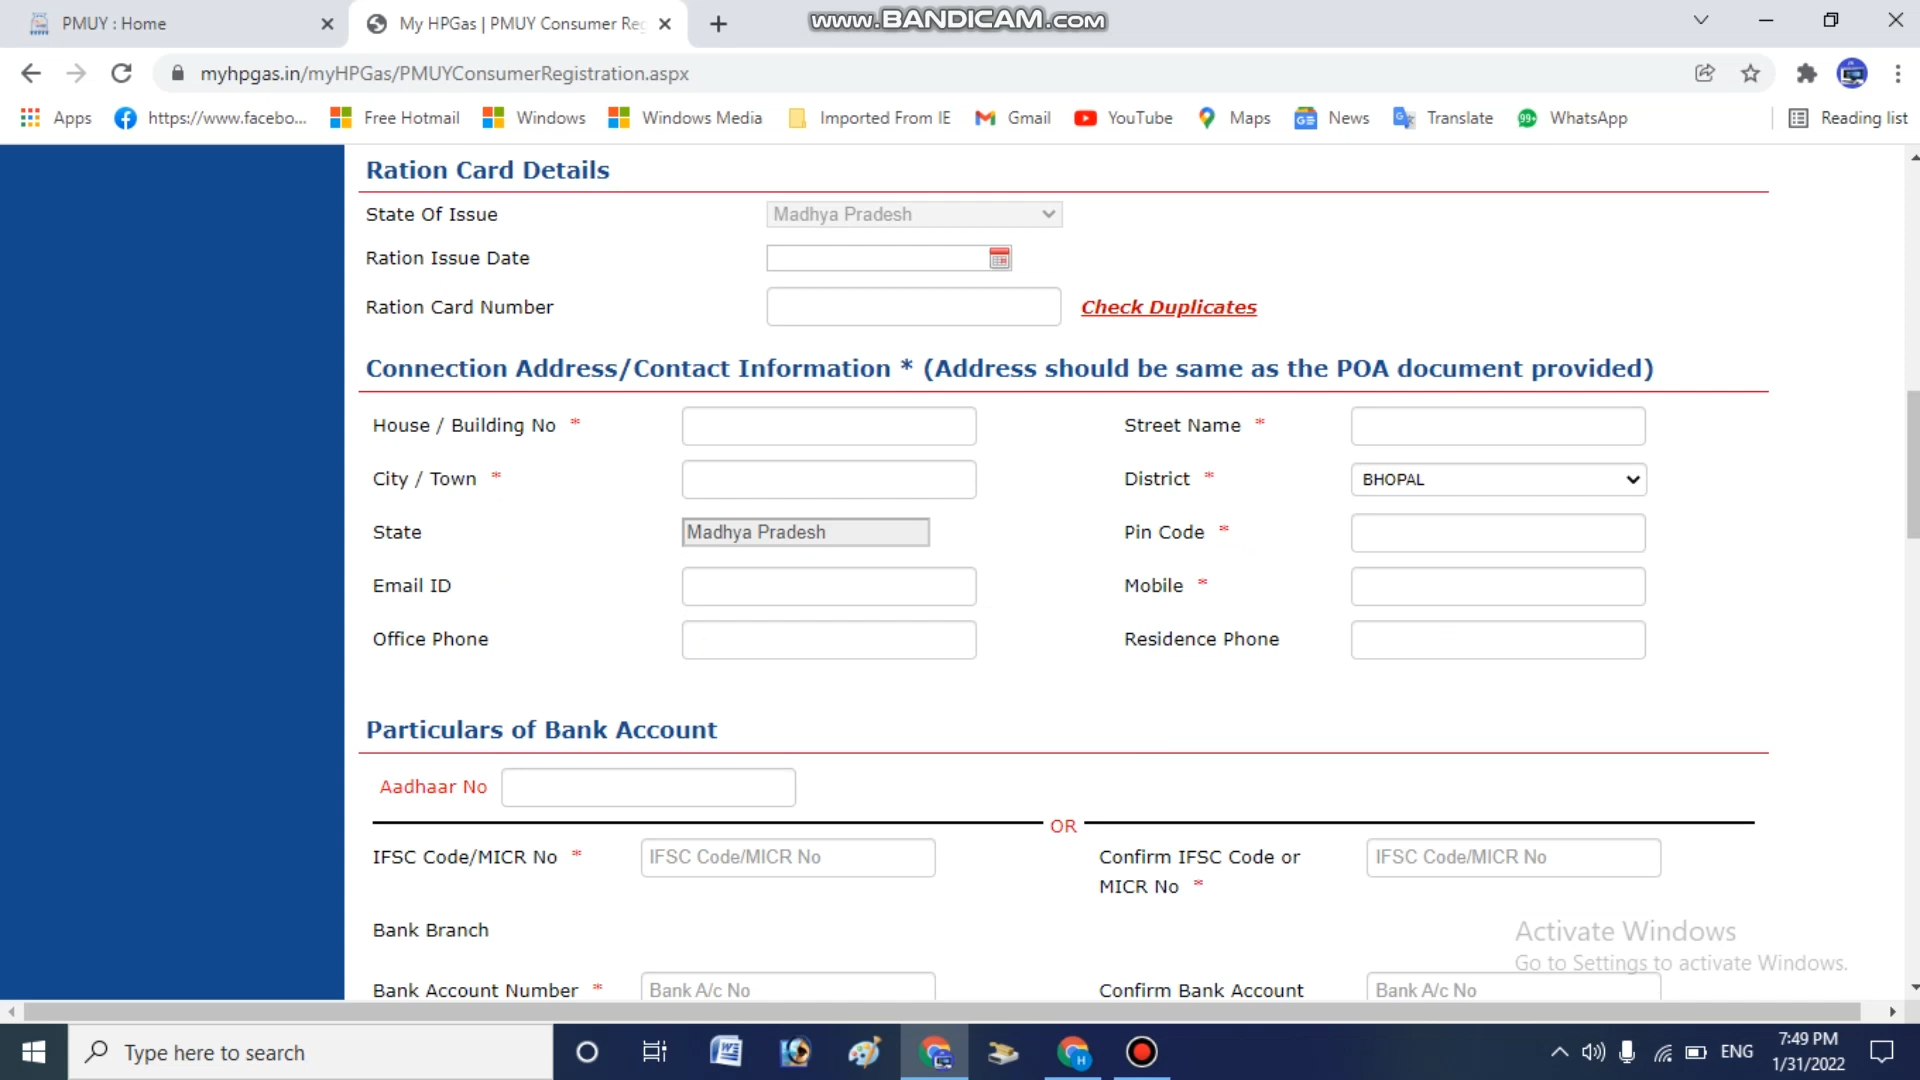 PMUY : Home
My HPGas | PMUY Consumer Reg
www.BANDICAM.com
myhpgas.in/myHPGas/PMUYConsumerRegistration.aspx
Apps https://www.facebo... Free Hotmail Windows Windows Media Imported From IE Gmail YouTube Maps News Translate 99+ WhatsApp Reading list
Ration Card Details
State Of Issue Madhya Pradesh
Ration Issue Date
Ration Card Number Check Duplicates
Connection Address/Contact Information * (Address should be same as the POA document provided)
House / Building No * Street Name *
City / Town * District * BHOPAL
State Madhya Pradesh Pin Code *
Email ID Mobile *
Office Phone Residence Phone
Particulars of Bank Account
Aadhaar No
OR
IFSC Code/MICR No * IFSC Code/MICR No Confirm IFSC Code or IFSC Code/MICR No
MICR No *
Bank Branch
Activate Windows
Go to Settings to activate Windows.
Bank Account Number * Bank A/c No Confirm Bank Account Bank A/c No
Type here to search
ENG
7:49 PM
1/31/2022